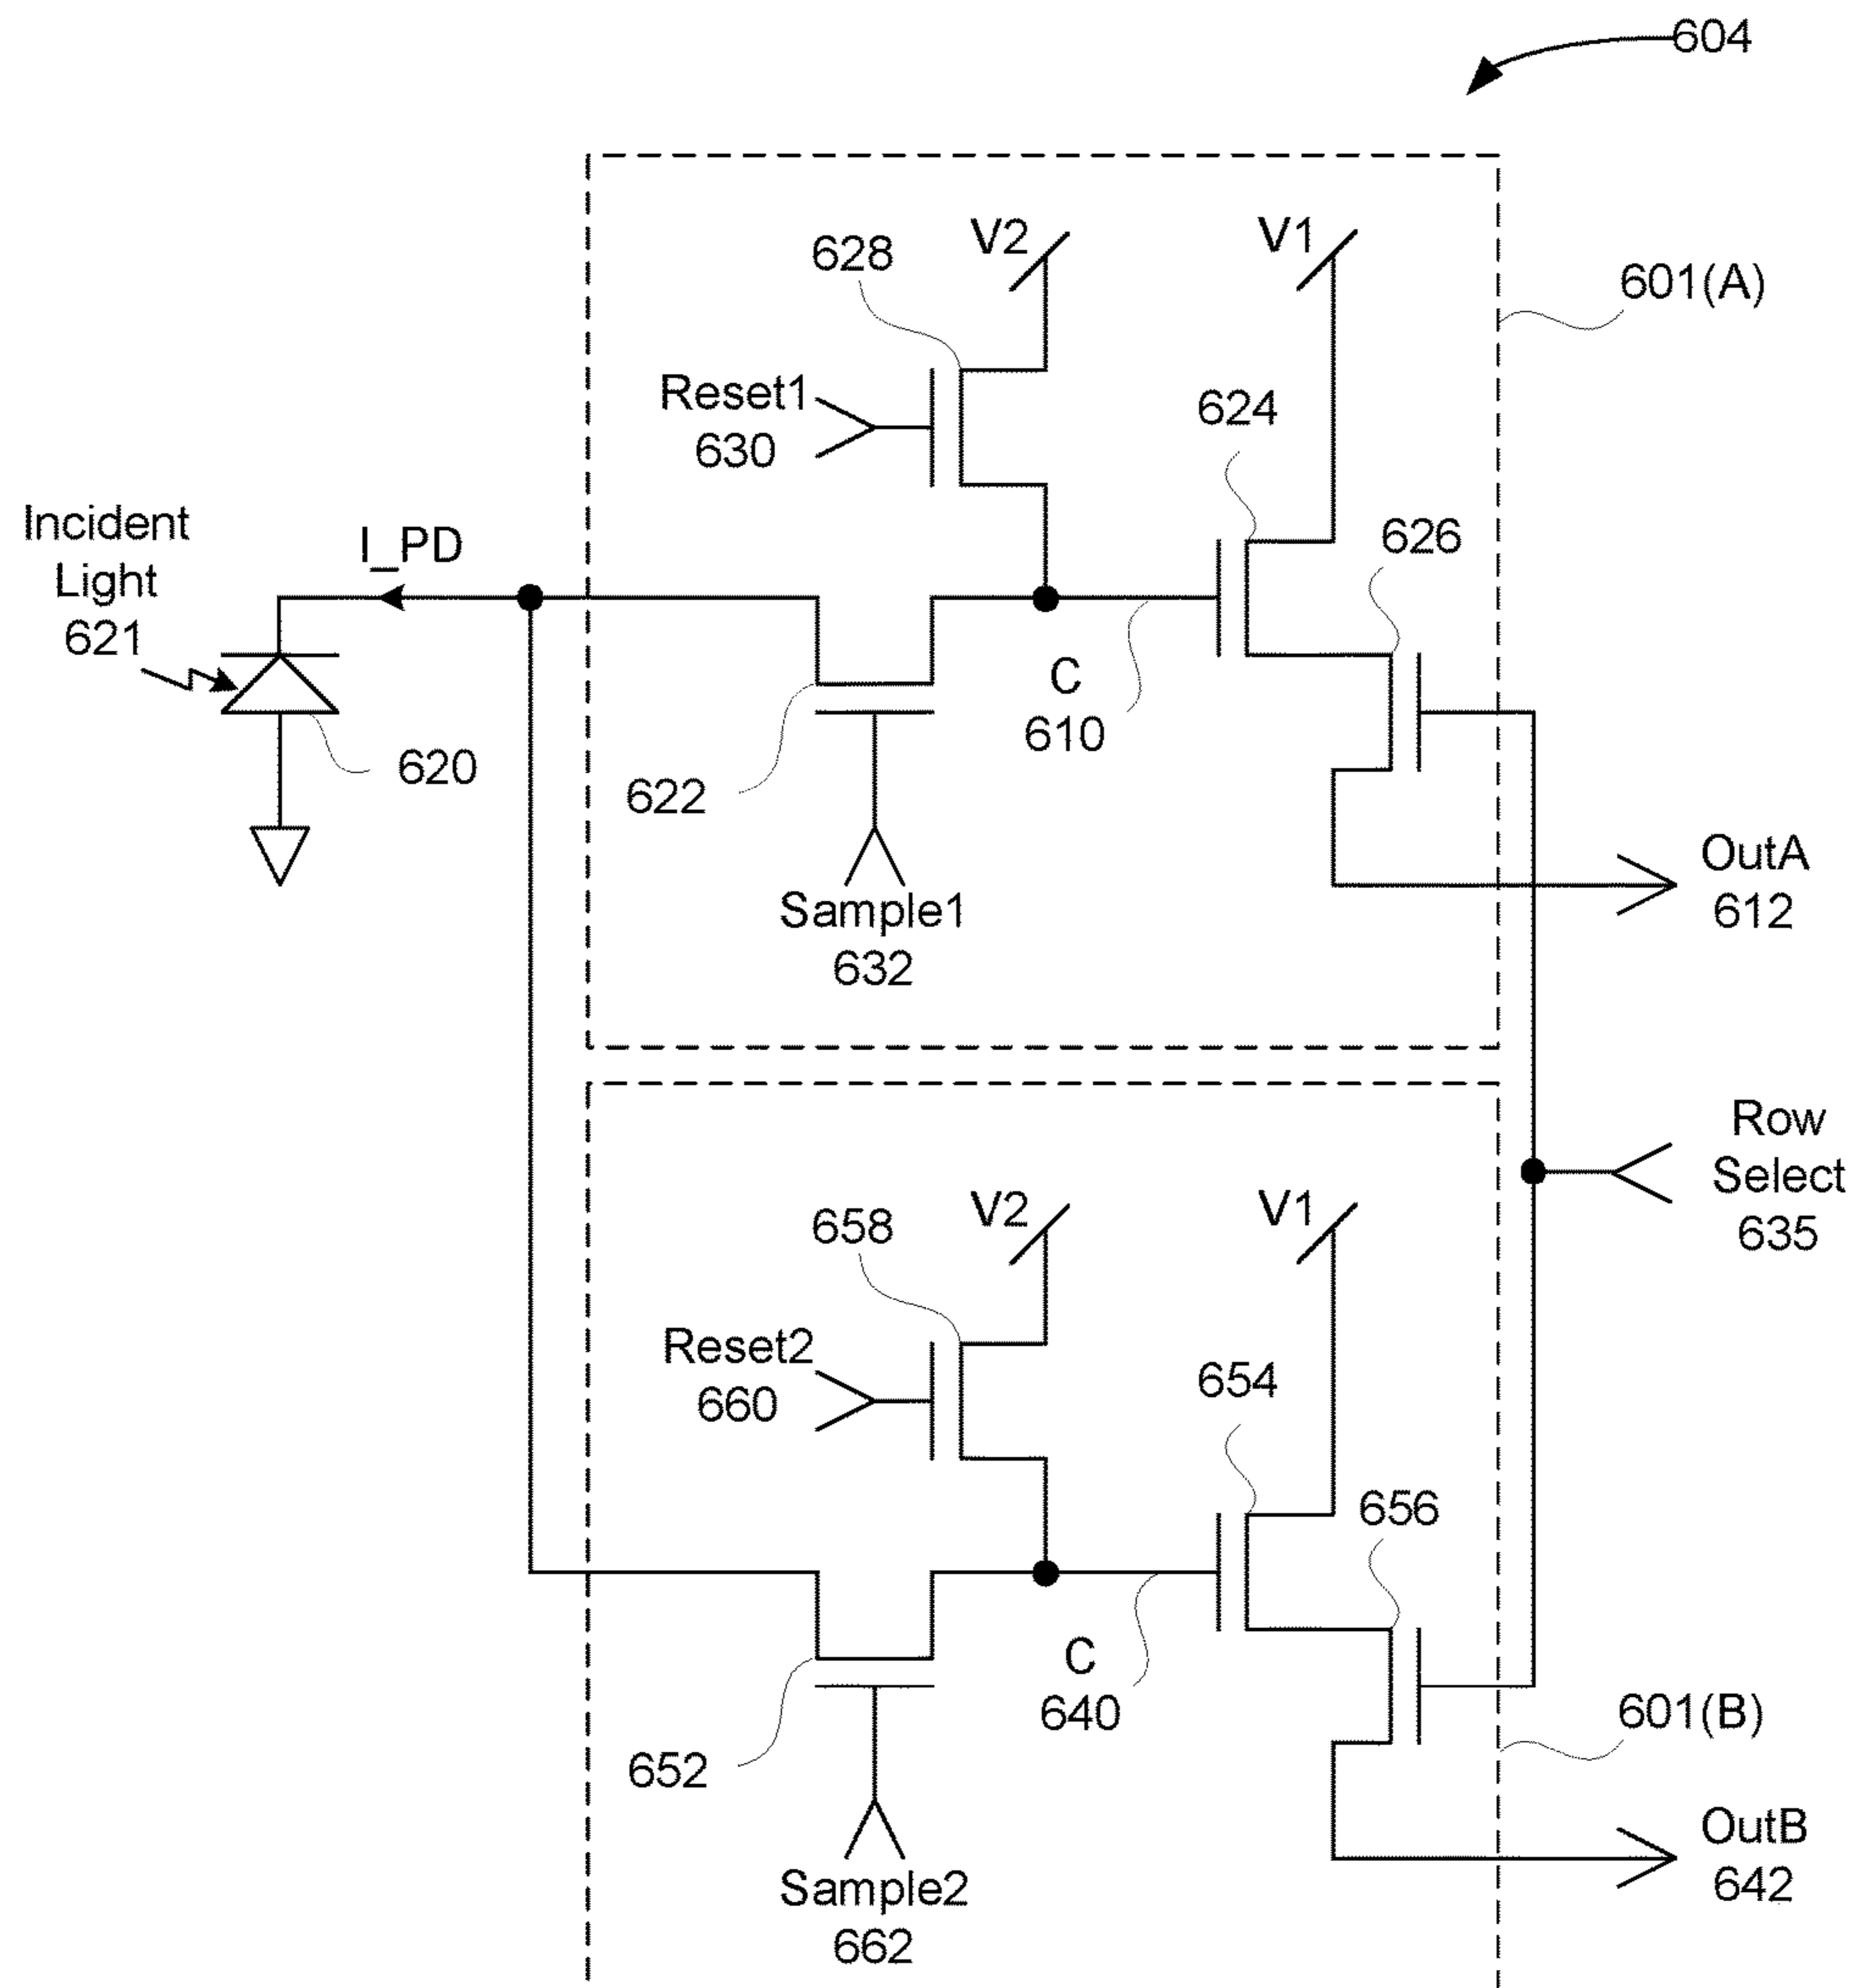 604
V2
V1
628
601(A)
Reset1
630
624
Incident
Light
621
I_PD
626
C
610
620
622
OutA
612
Sample1
632
Row
Select
635
V2
V1
658
Reset2
660
654
656
C
640
601(B)
652
OutB
642
Sample2
662